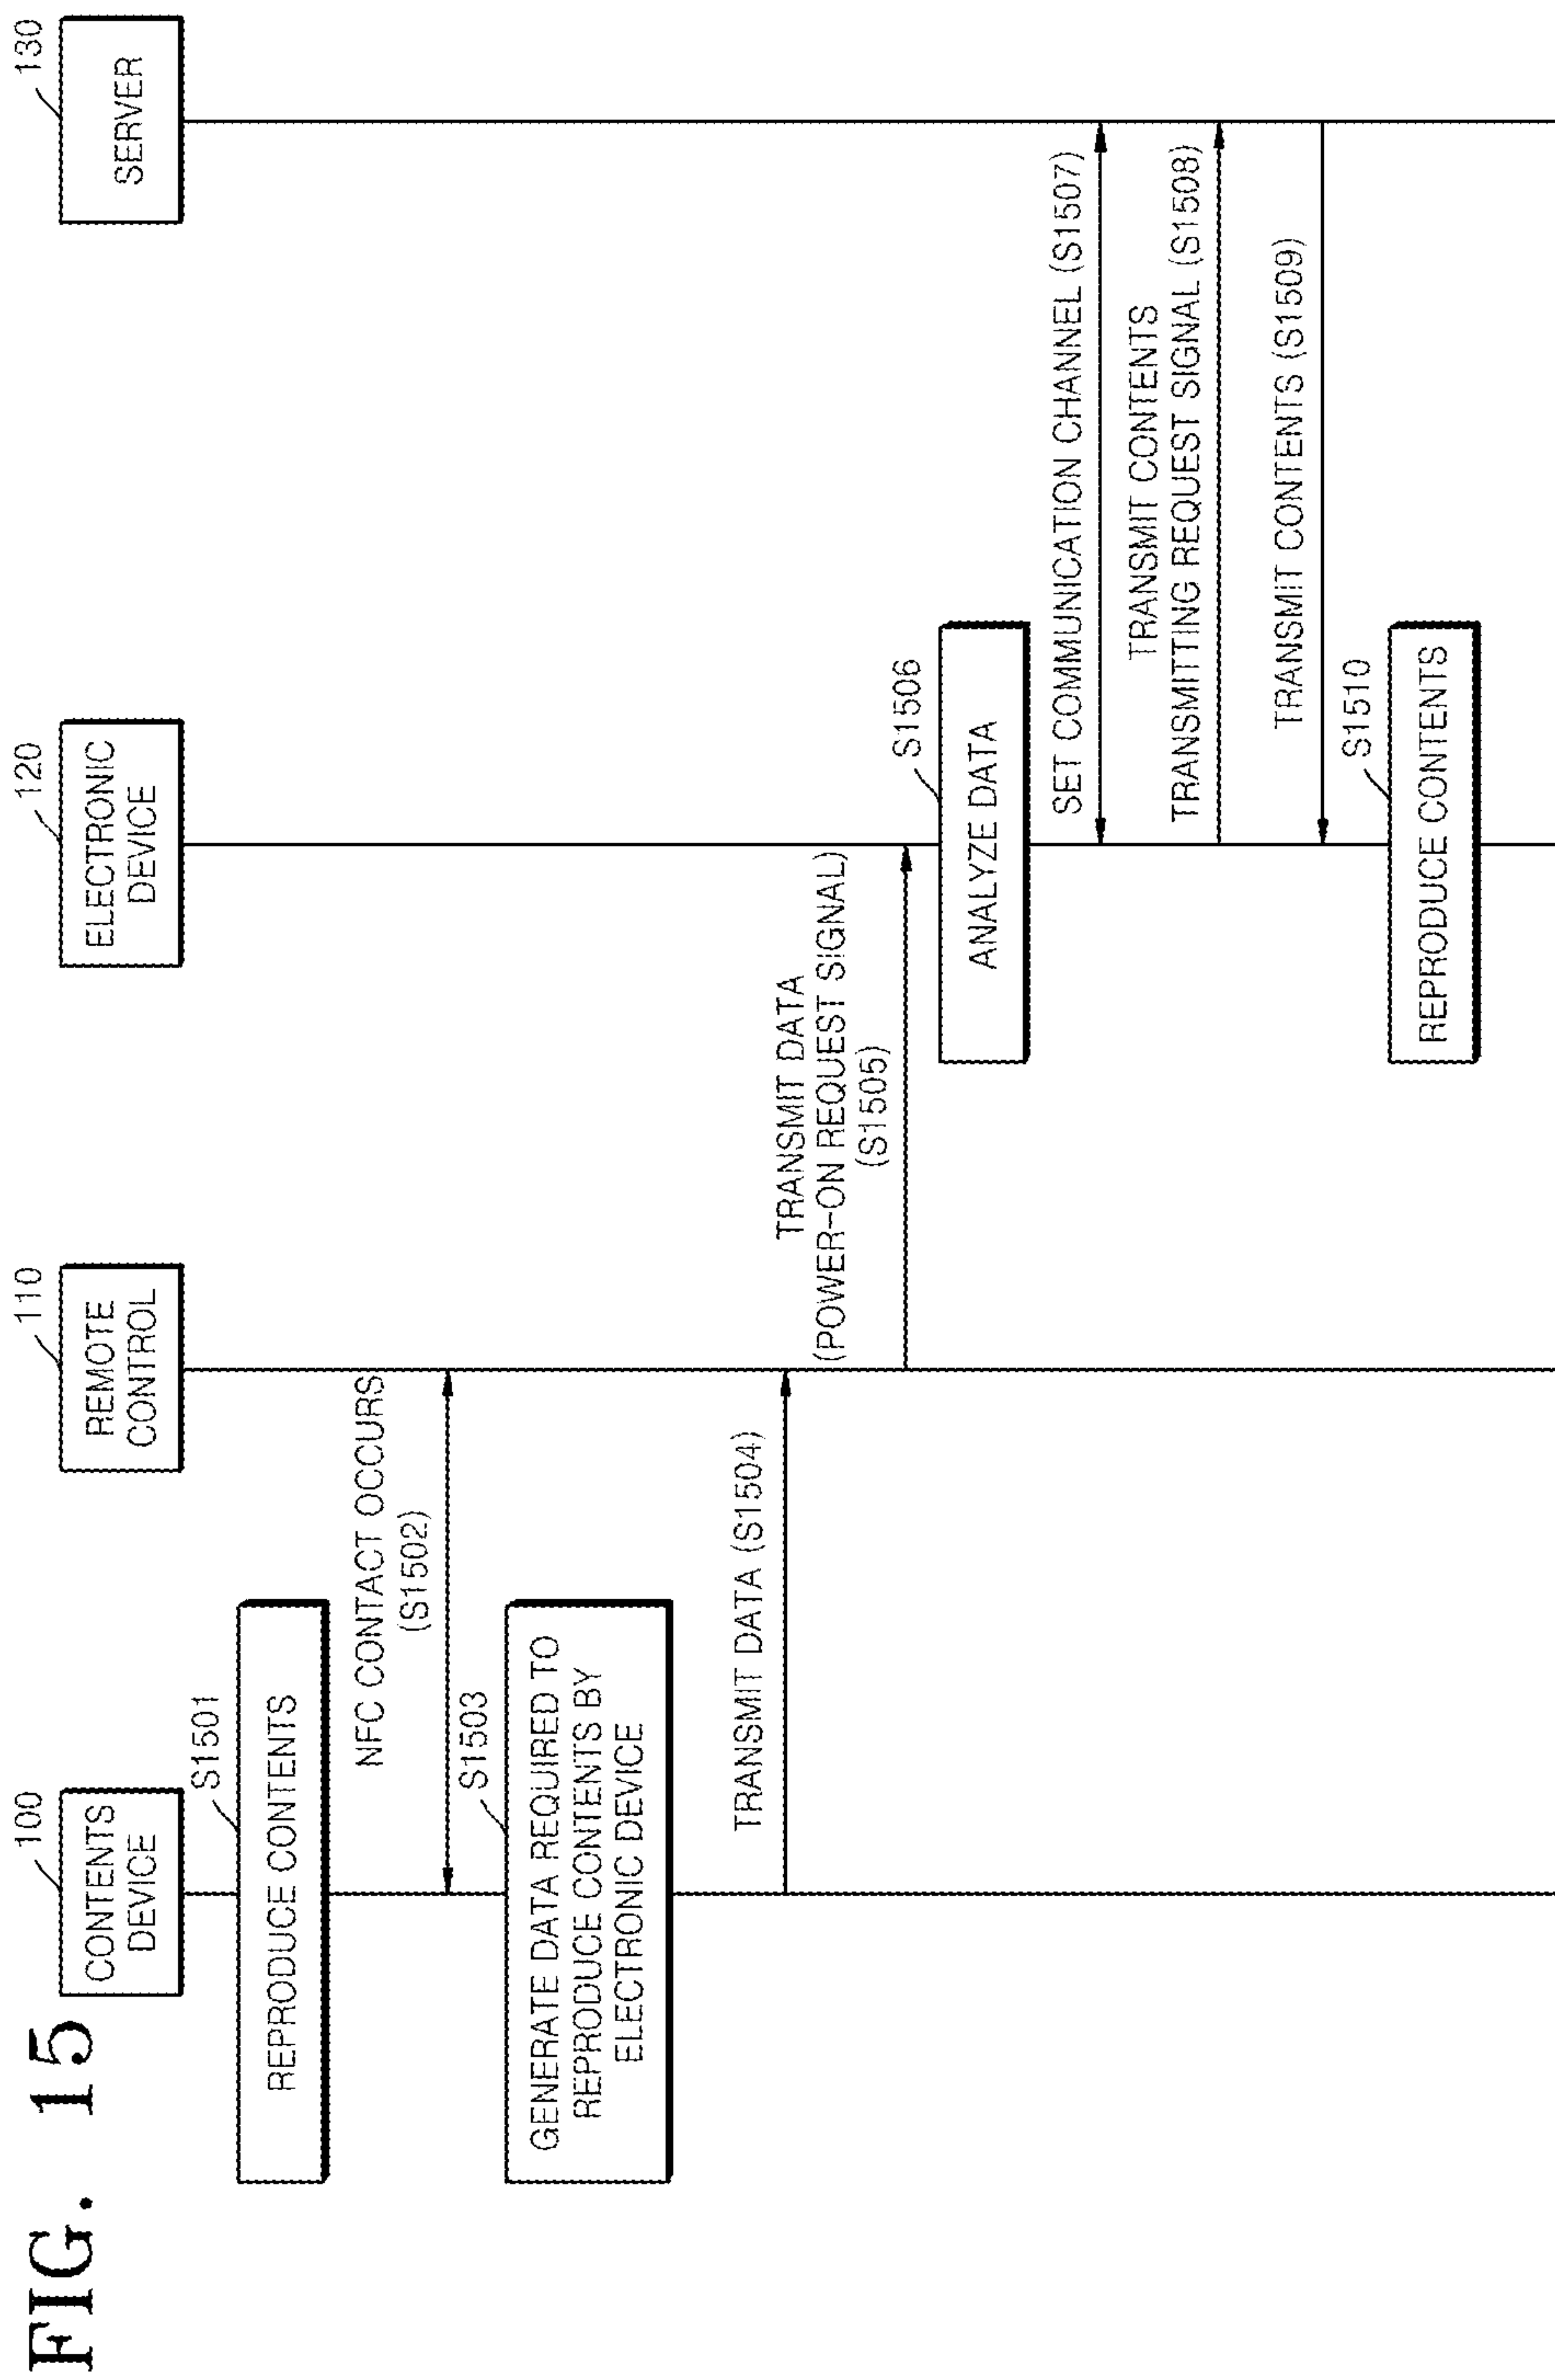 FIG. 15
100
CONTENTS
DEVICE
110
REMOTE
CONTROL
120
ELECTRONIC
DEVICE
130
SERVER
S1501
REPRODUCE CONTENTS
NFC CONTACT OCCURS
(S1502)
S1503
GENERATE DATA REQUIRED TO
REPRODUCE CONTENTS BY
ELECTRONIC DEVICE
TRANSMIT DATA (S1504)
TRANSMIT DATA
(POWER-ON REQUEST SIGNAL)
(S1505)
S1506
ANALYZE DATA
SET COMMUNICATION CHANNEL (S1507)
TRANSMIT CONTENTS
TRANSMITTING REQUEST SIGNAL (S1508)
TRANSMIT CONTENTS (S1509)
S1510
REPRODUCE CONTENTS